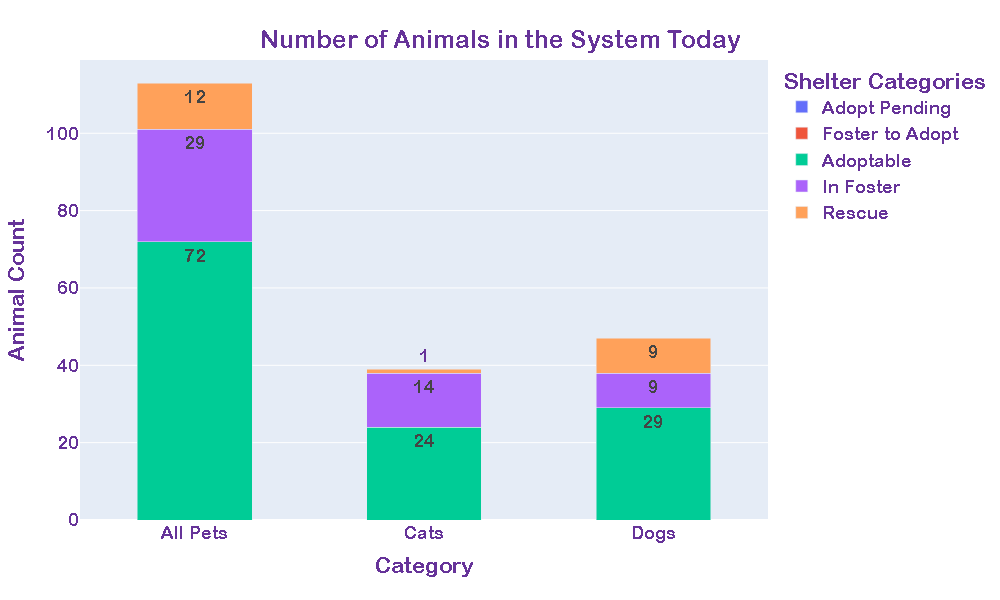 Number of Animals in the System Today
Shelter Categories
Adopt Pending
Foster to Adopt
Adoptable
In Foster
Rescue
Animal Count
100
80
60
40
20
0
12
29
72
1
14
24
9
9
29
All Pets
Cats
Dogs
Category